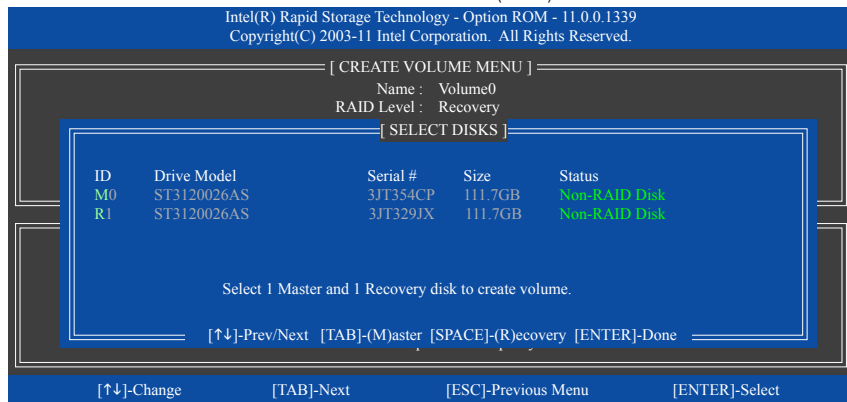 Intel(R) Rapid Storage Technology - Option ROM - 11.0.0.1339
Copyright(C) 2003-11 Intel Corporation. All Rights Reserved.
[ CREATE VOLUME MENU ]
Name : Volume0
RAID Level : Recovery
[ SELECT DISKS ]
ID Drive Model Serial # Size Status
M0 ST3120026AS 3JT354CP 111.7GB Non-RAID Disk
R1 ST3120026AS 3JT329JX 111.7GB Non-RAID Disk
Select 1 Master and 1 Recovery disk to create volume.
[↑↓]-Prev/Next [TAB]-(M)aster [SPACE]-(R)ecovery [ENTER]-Done
[↑↓]-Change [TAB]-Next [ESC]-Previous Menu [ENTER]-Select